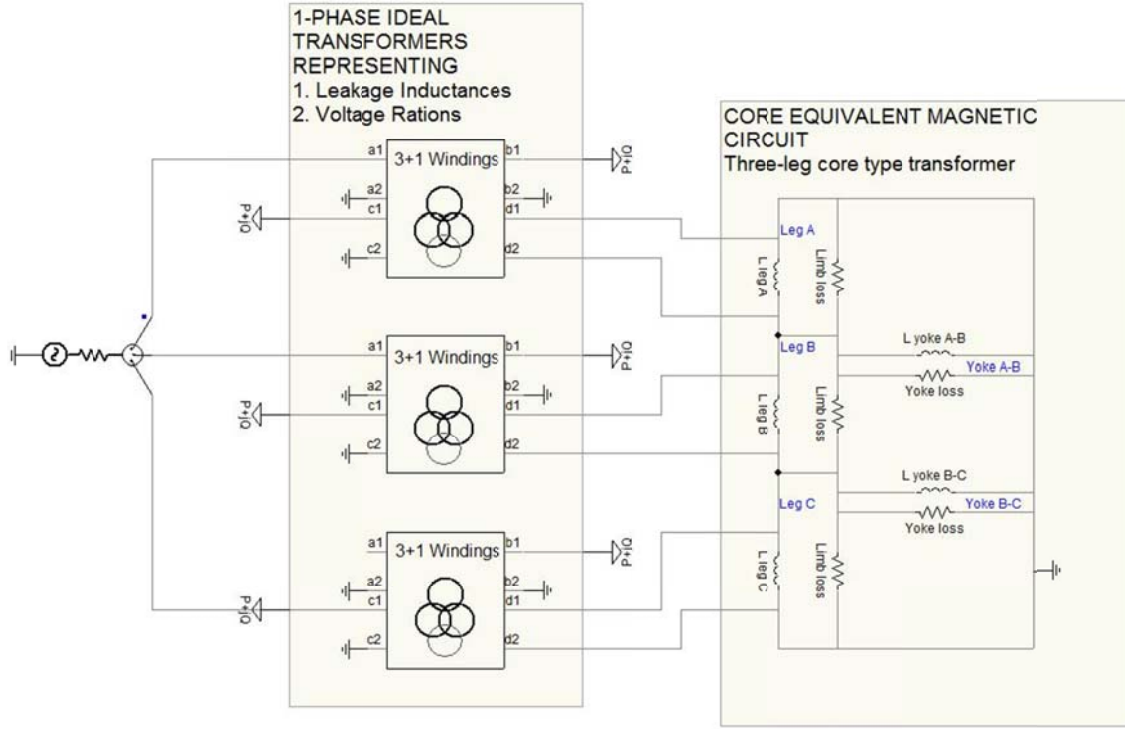 1-PHASE IDEAL
TRANSFORMERS
REPRESENTING
1. Leakage Inductances
2. Voltage Rations
CORE EQUIVALENT MAGNETIC
CIRCUIT
Three-leg core type transformer
a1
3+1 Windings
b1
P+jQ
a2
b2
P+jQ
c1
d1
c2
d2
a1
3+1 Windings
b1
P+jQ
a2
b2
P+jQ
c1
d1
c2
d2
a1
3+1 Windings
b1
P+jQ
a2
b2
P+jQ
c1
d1
c2
d2
Leg A
L leg A
Limb loss
Leg B
L leg B
Limb loss
L yoke A-B
Yoke A-B
Yoke loss
Leg C
L leg C
Limb loss
L yoke B-C
Yoke B-C
Yoke loss